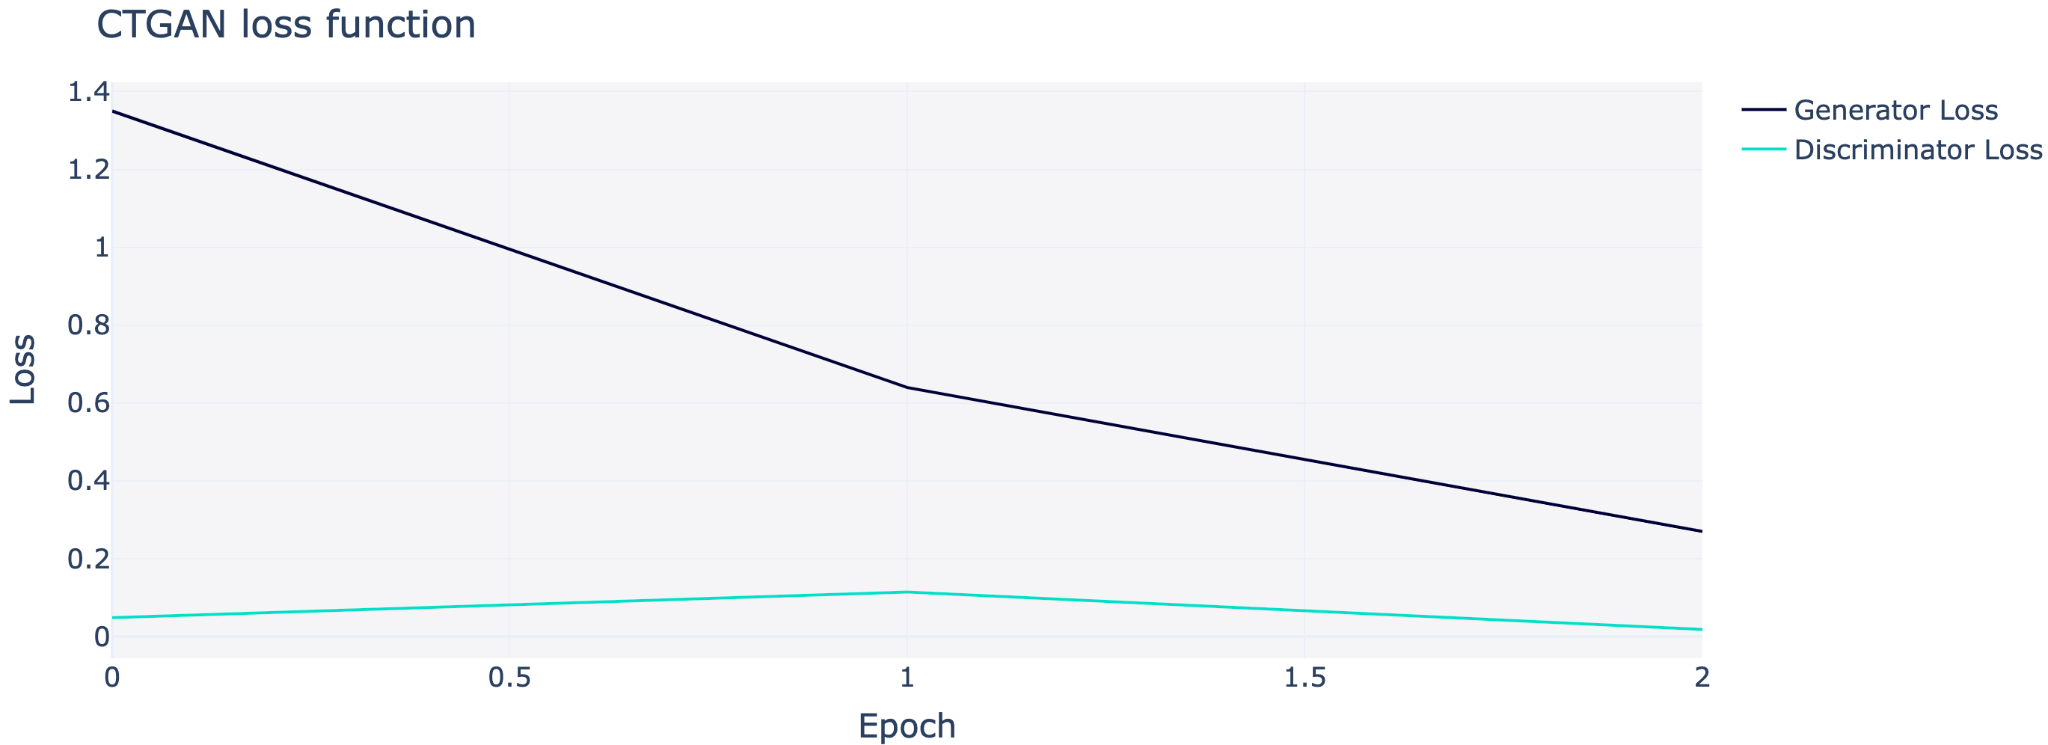 CTGAN loss function
Generator Loss
Discriminator Loss
1.4
1.2
1
0.8
0.6
0.4
0.2
0
Loss
0
0.5
1
1.5
2
Epoch